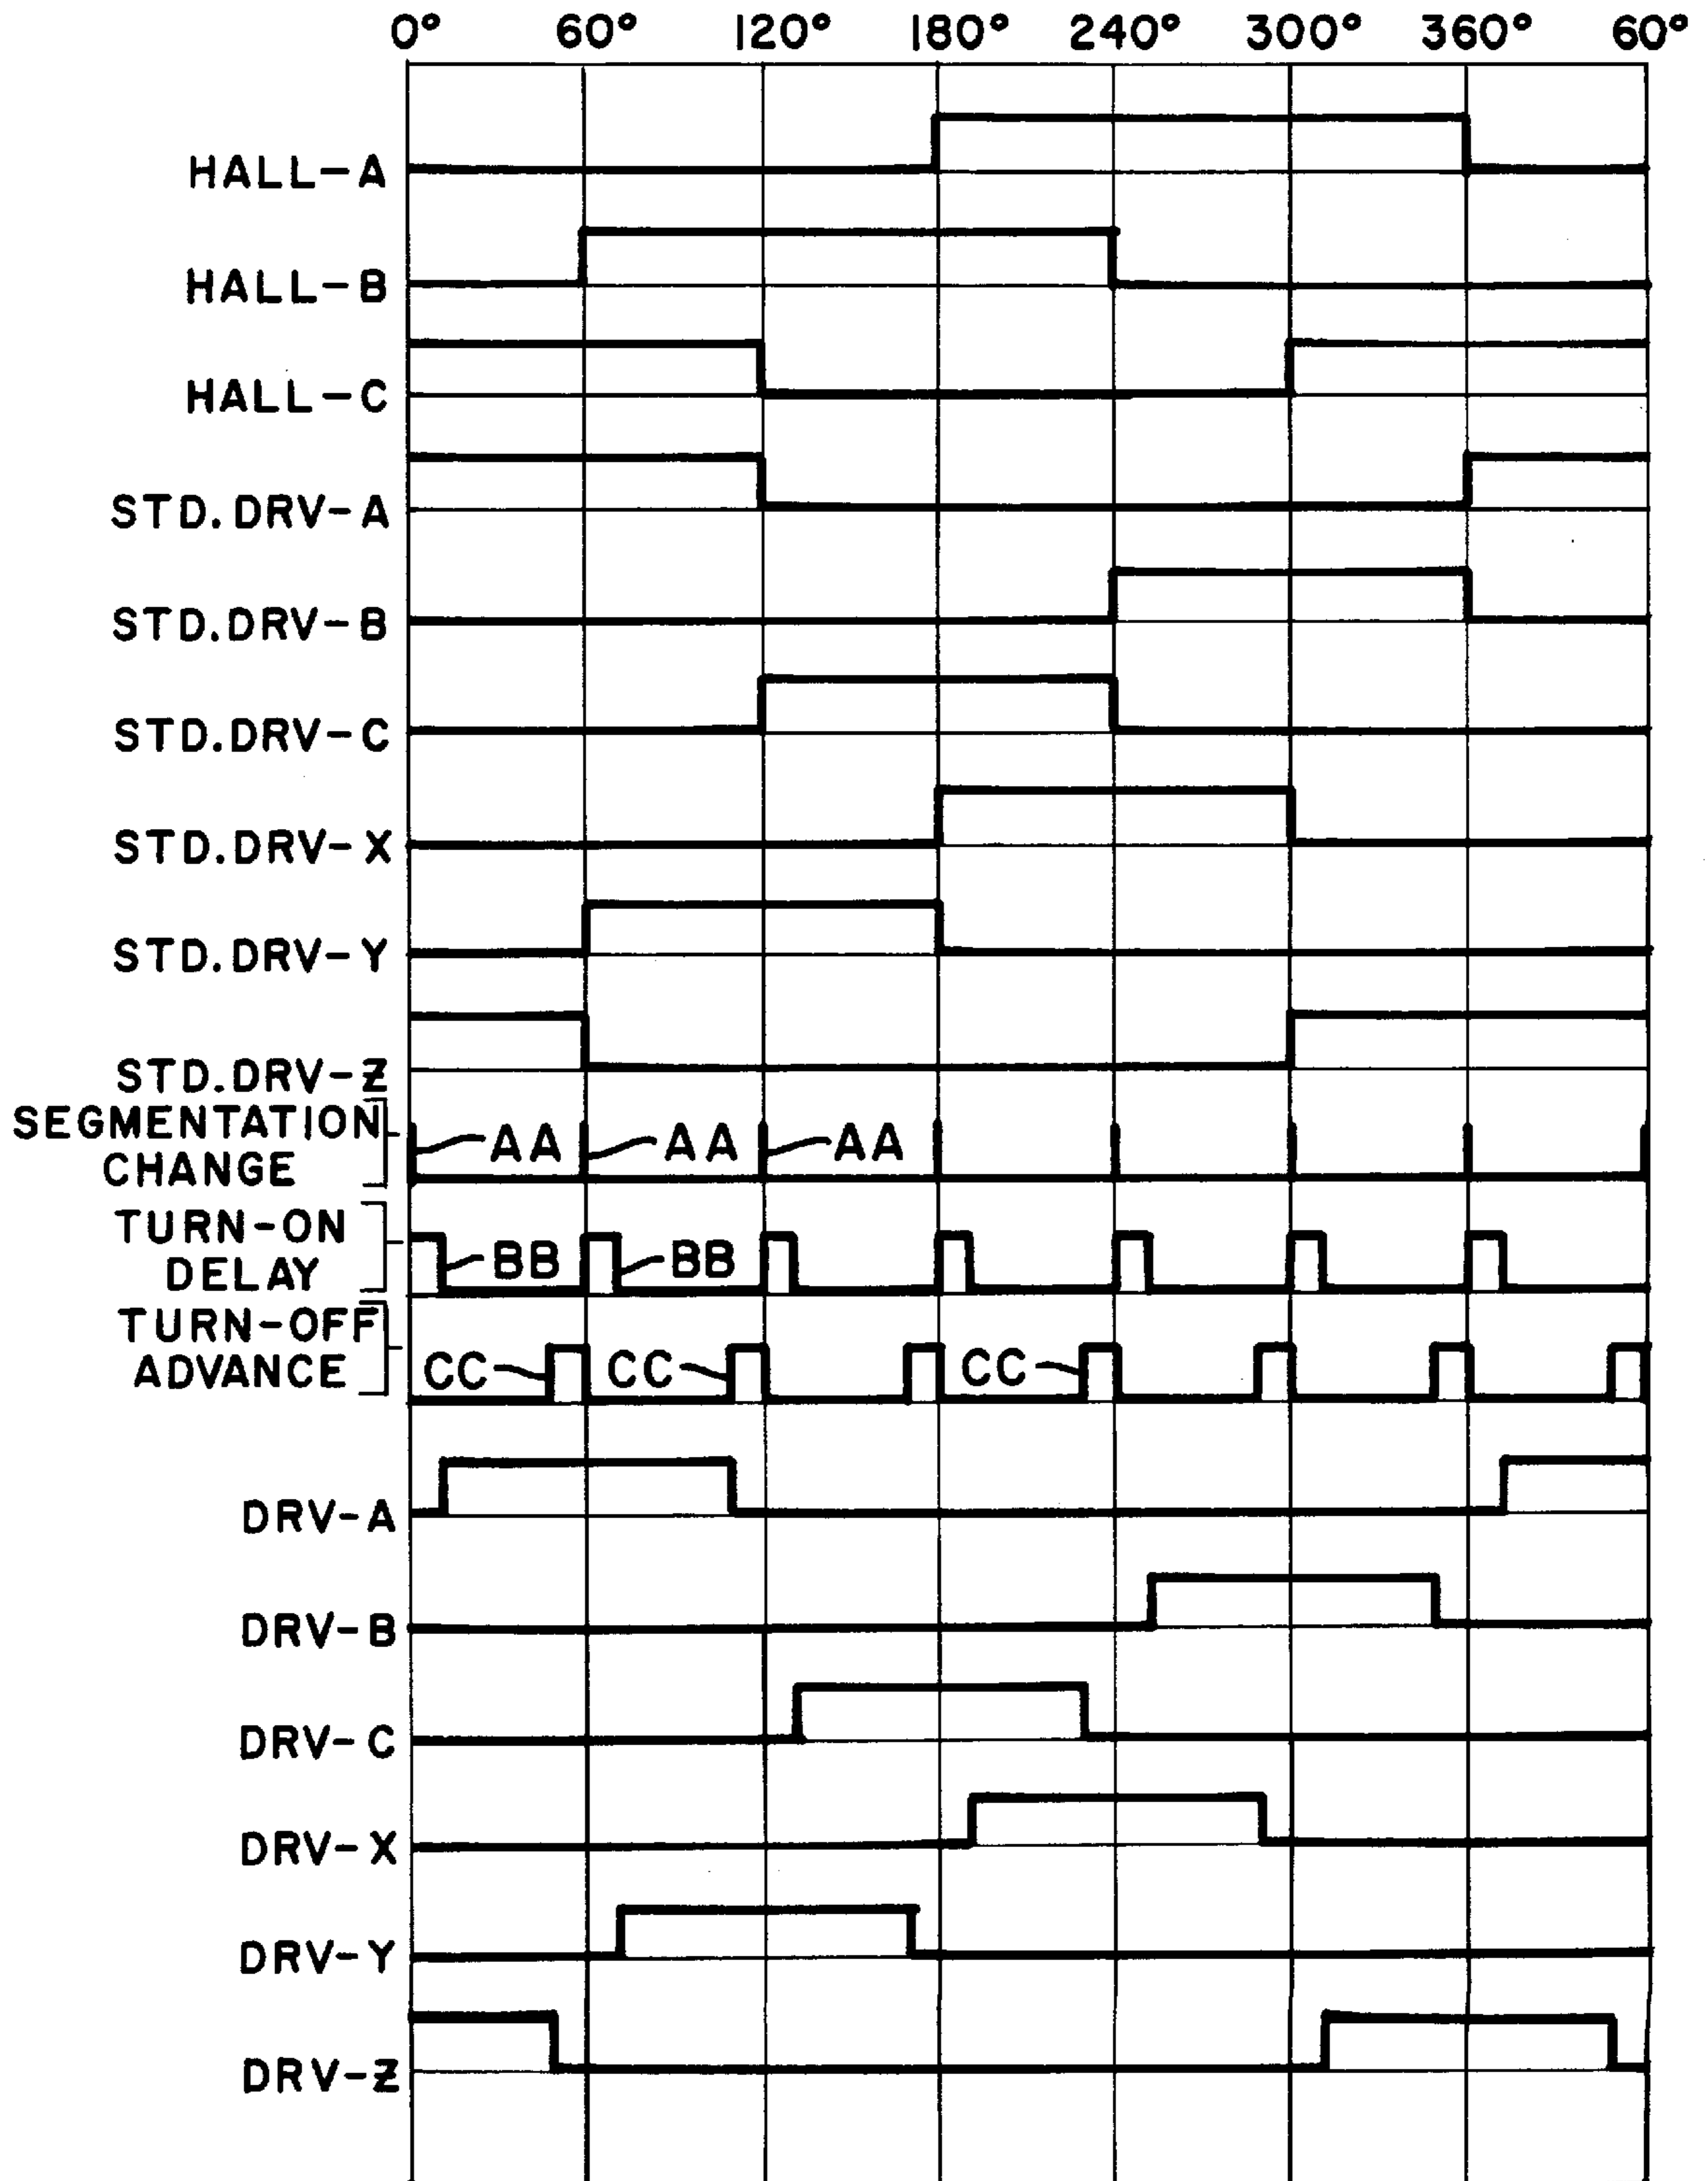 0° 60° 120° 180° 240° 300° 360° 60°
HALL-A
HALL-B
HALL-C
STD.DRV-A
STD.DRV-B
STD.DRV-C
STD.DRV-X
STD.DRV-Y
STD.DRV-Z
SEGMENTATION
CHANGE
AA AA AA
TURN-ON
DELAY
BB BB
TURN-OFF
ADVANCE
CC CC CC
DRV-A
DRV-B
DRV-C
DRV-X
DRV-Y
DRV-Z